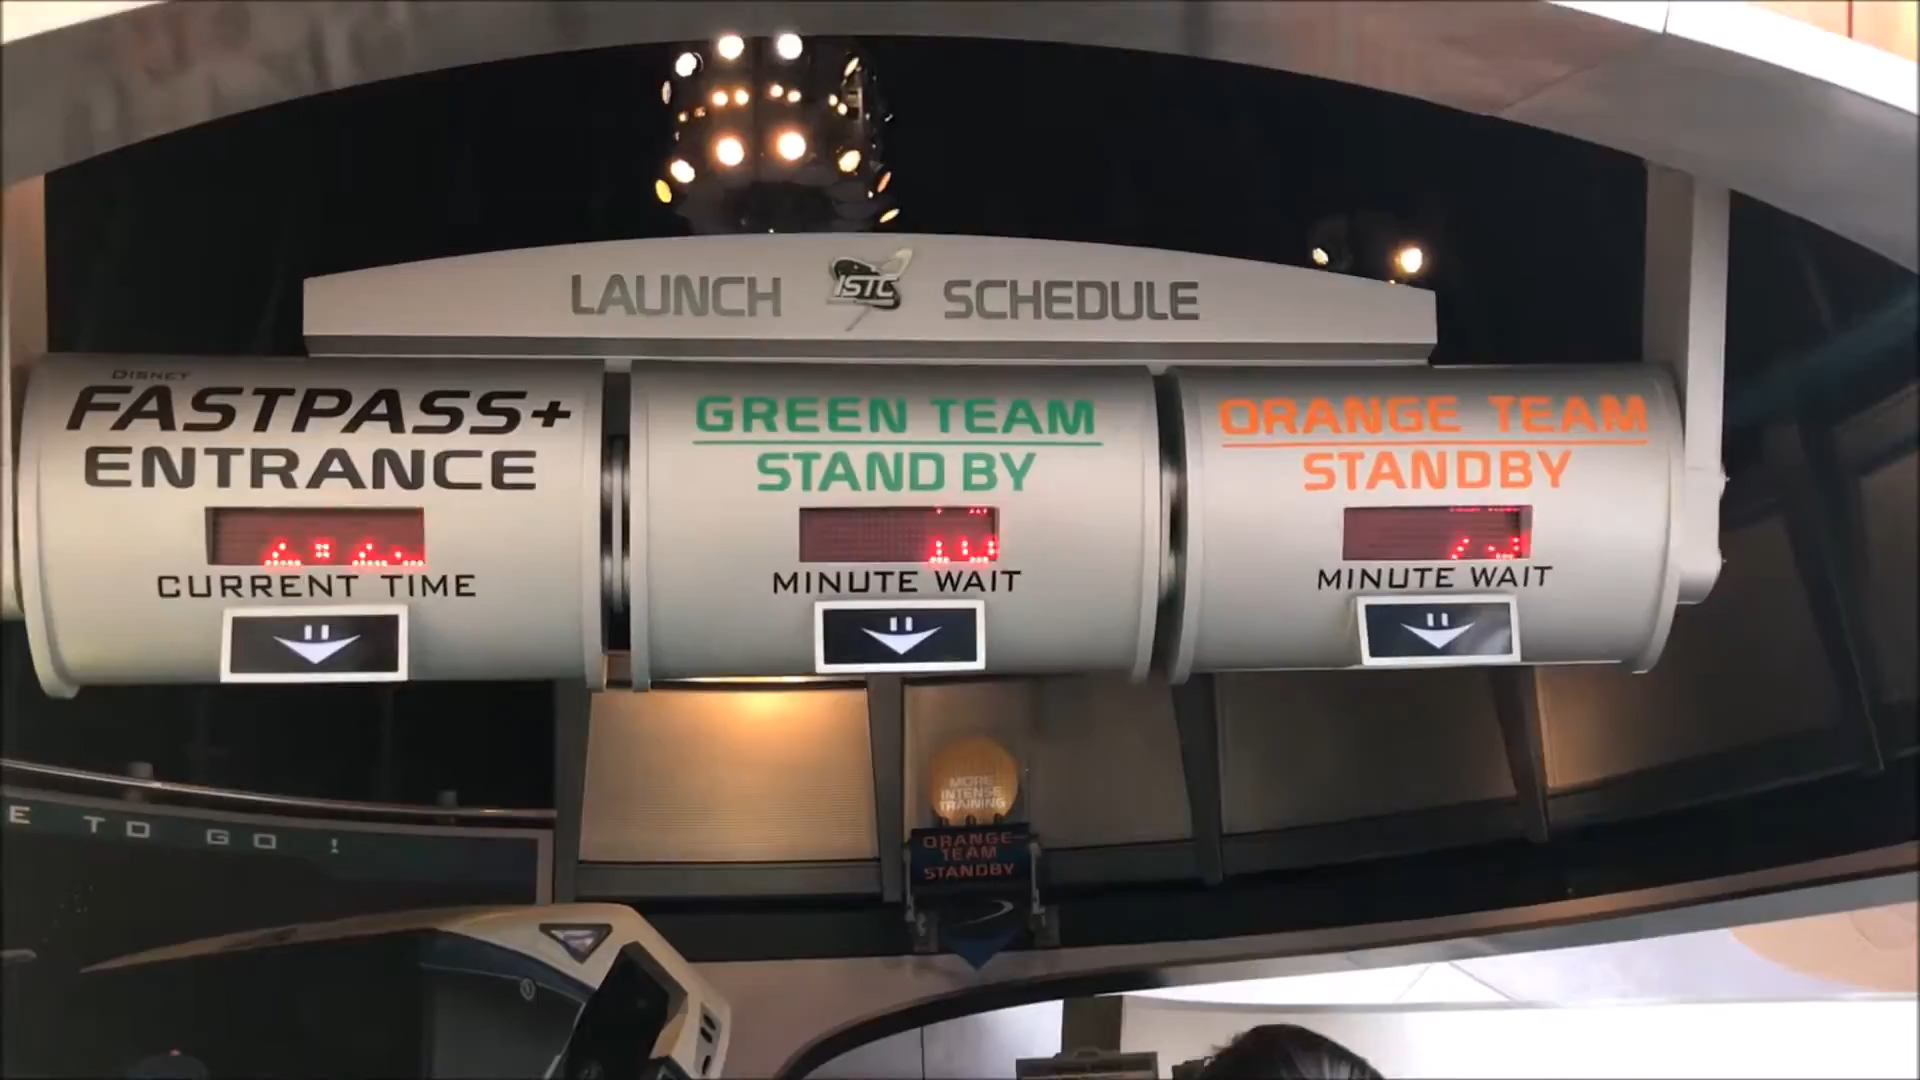 LAUNCH ISTC SCHEDULE
DISNEY
FASTPASS+
ENTRANCE
CURRENT TIME
GREEN TEAM
STAND BY
MINUTE WAIT
ORANGE TEAM
STANDBY
MINUTE WAIT
E TO GO !
MORE
INTENSE
TRAINING
ORANGE
TEAM
STANDBY